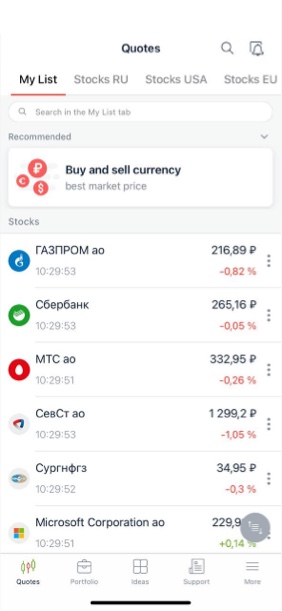 Quotes
My List Stocks RU Stocks USA Stocks EU
Search in the My List tab
Recommended
Buy and sell currency
best market price
Stocks
ГАЗПРОМ ао 216,89 ₽
10:29:53 -0,82 %
Сбербанк 265,16 ₽
10:29:53 -0,05 %
МТС ао 332,95 ₽
10:29:51 -0,26 %
СевСт ао 1 299,2 ₽
10:29:53 -1,05 %
Сургнфгз 34,95 ₽
10:29:52 -0,3 %
Microsoft Corporation ао 229,9
10:29:51 +0,14 %
Quotes Portfolio Ideas Support More